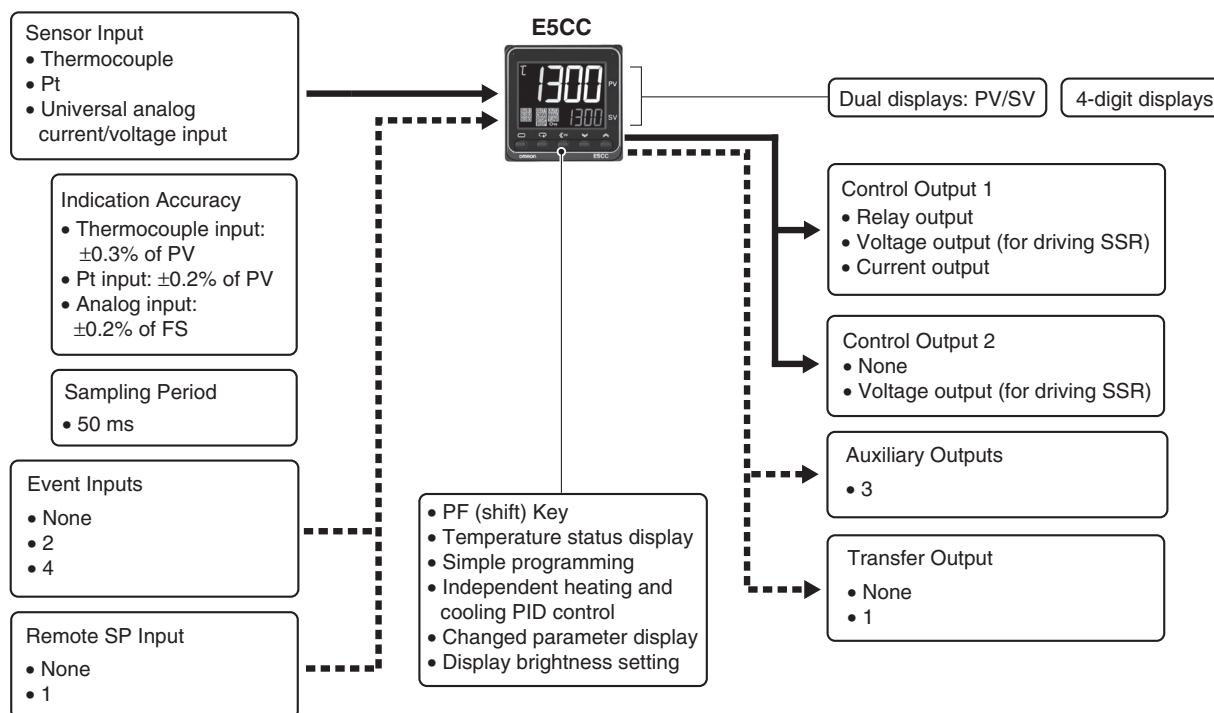 E5CC
Sensor Input
• Thermocouple
• Pt
• Universal analog
current/voltage input
Indication Accuracy
• Thermocouple input:
±0.3% of PV
• Pt input: ±0.2% of PV
• Analog input:
±0.2% of FS
Sampling Period
• 50 ms
Event Inputs
• None
• 2
• 4
Remote SP Input
• None
• 1
1300
PV
1300
SV
omron E5CC
• PF (shift) Key
• Temperature status display
• Simple programming
• Independent heating and
cooling PID control
• Changed parameter display
• Display brightness setting
Dual displays: PV/SV
4-digit displays
Control Output 1
• Relay output
• Voltage output (for driving SSR)
• Current output
Control Output 2
• None
• Voltage output (for driving SSR)
Auxiliary Outputs
• 3
Transfer Output
• None
• 1